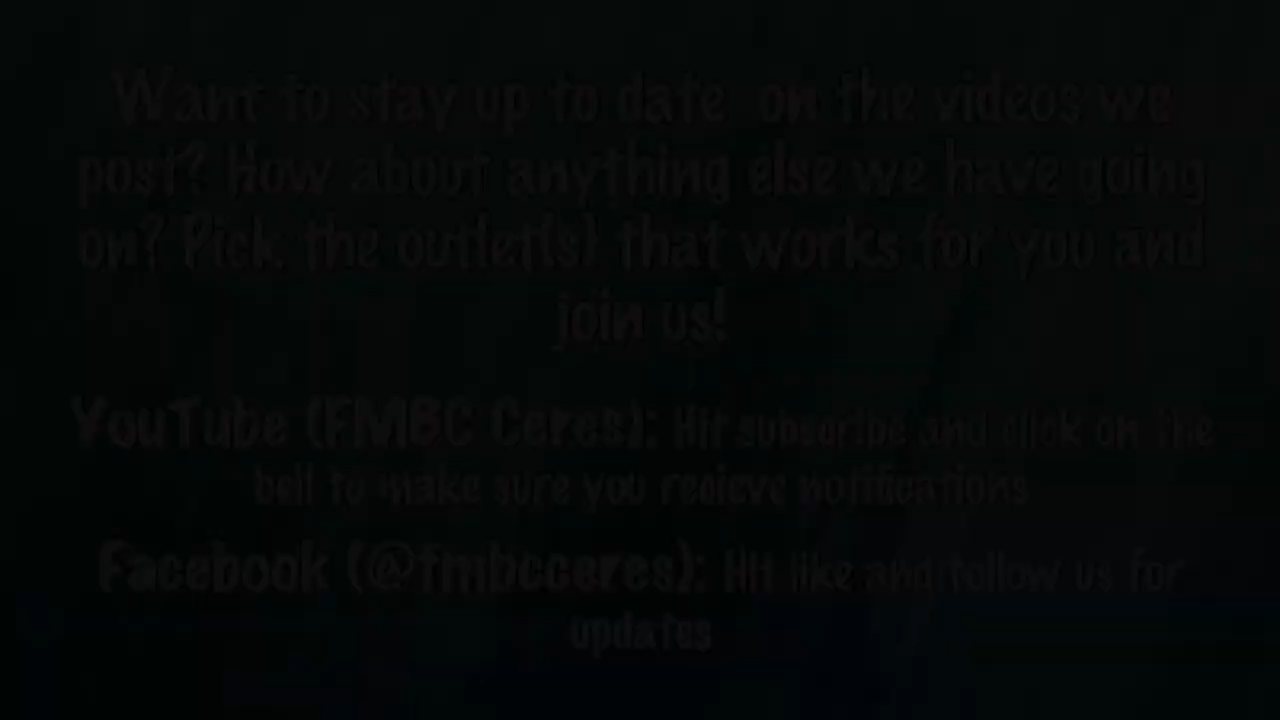 Want to stay up to date on the videos we
post? How about anything else we have going
on? Pick the outlet(s) that works for you and
join us!
YouTube (FMBC Ceres): Hit subscribe and click on the
bell to make sure you recieve notifications
Facebook (@fmbcceres): Hit like and follow us for
updates